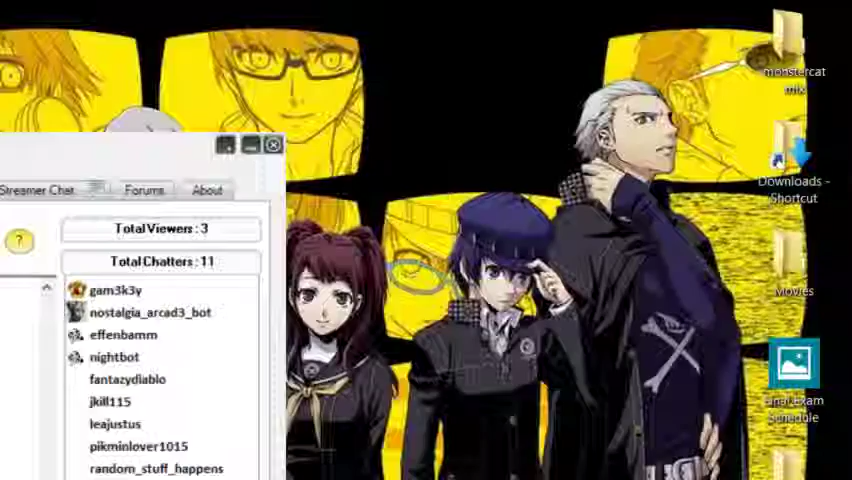 monstercat
mix
Downloads -
Shortcut
Movies
Final Exam
Schedule
Streamer Chat
Forums
About
?
Total Viewers : 3
Total Chatters : 11
gam3k3y
nostalgia_arcad3_bot
effenbamm
nightbot
fantazydiablo
jkill115
leajustus
pikminlover1015
random_stuff_happens